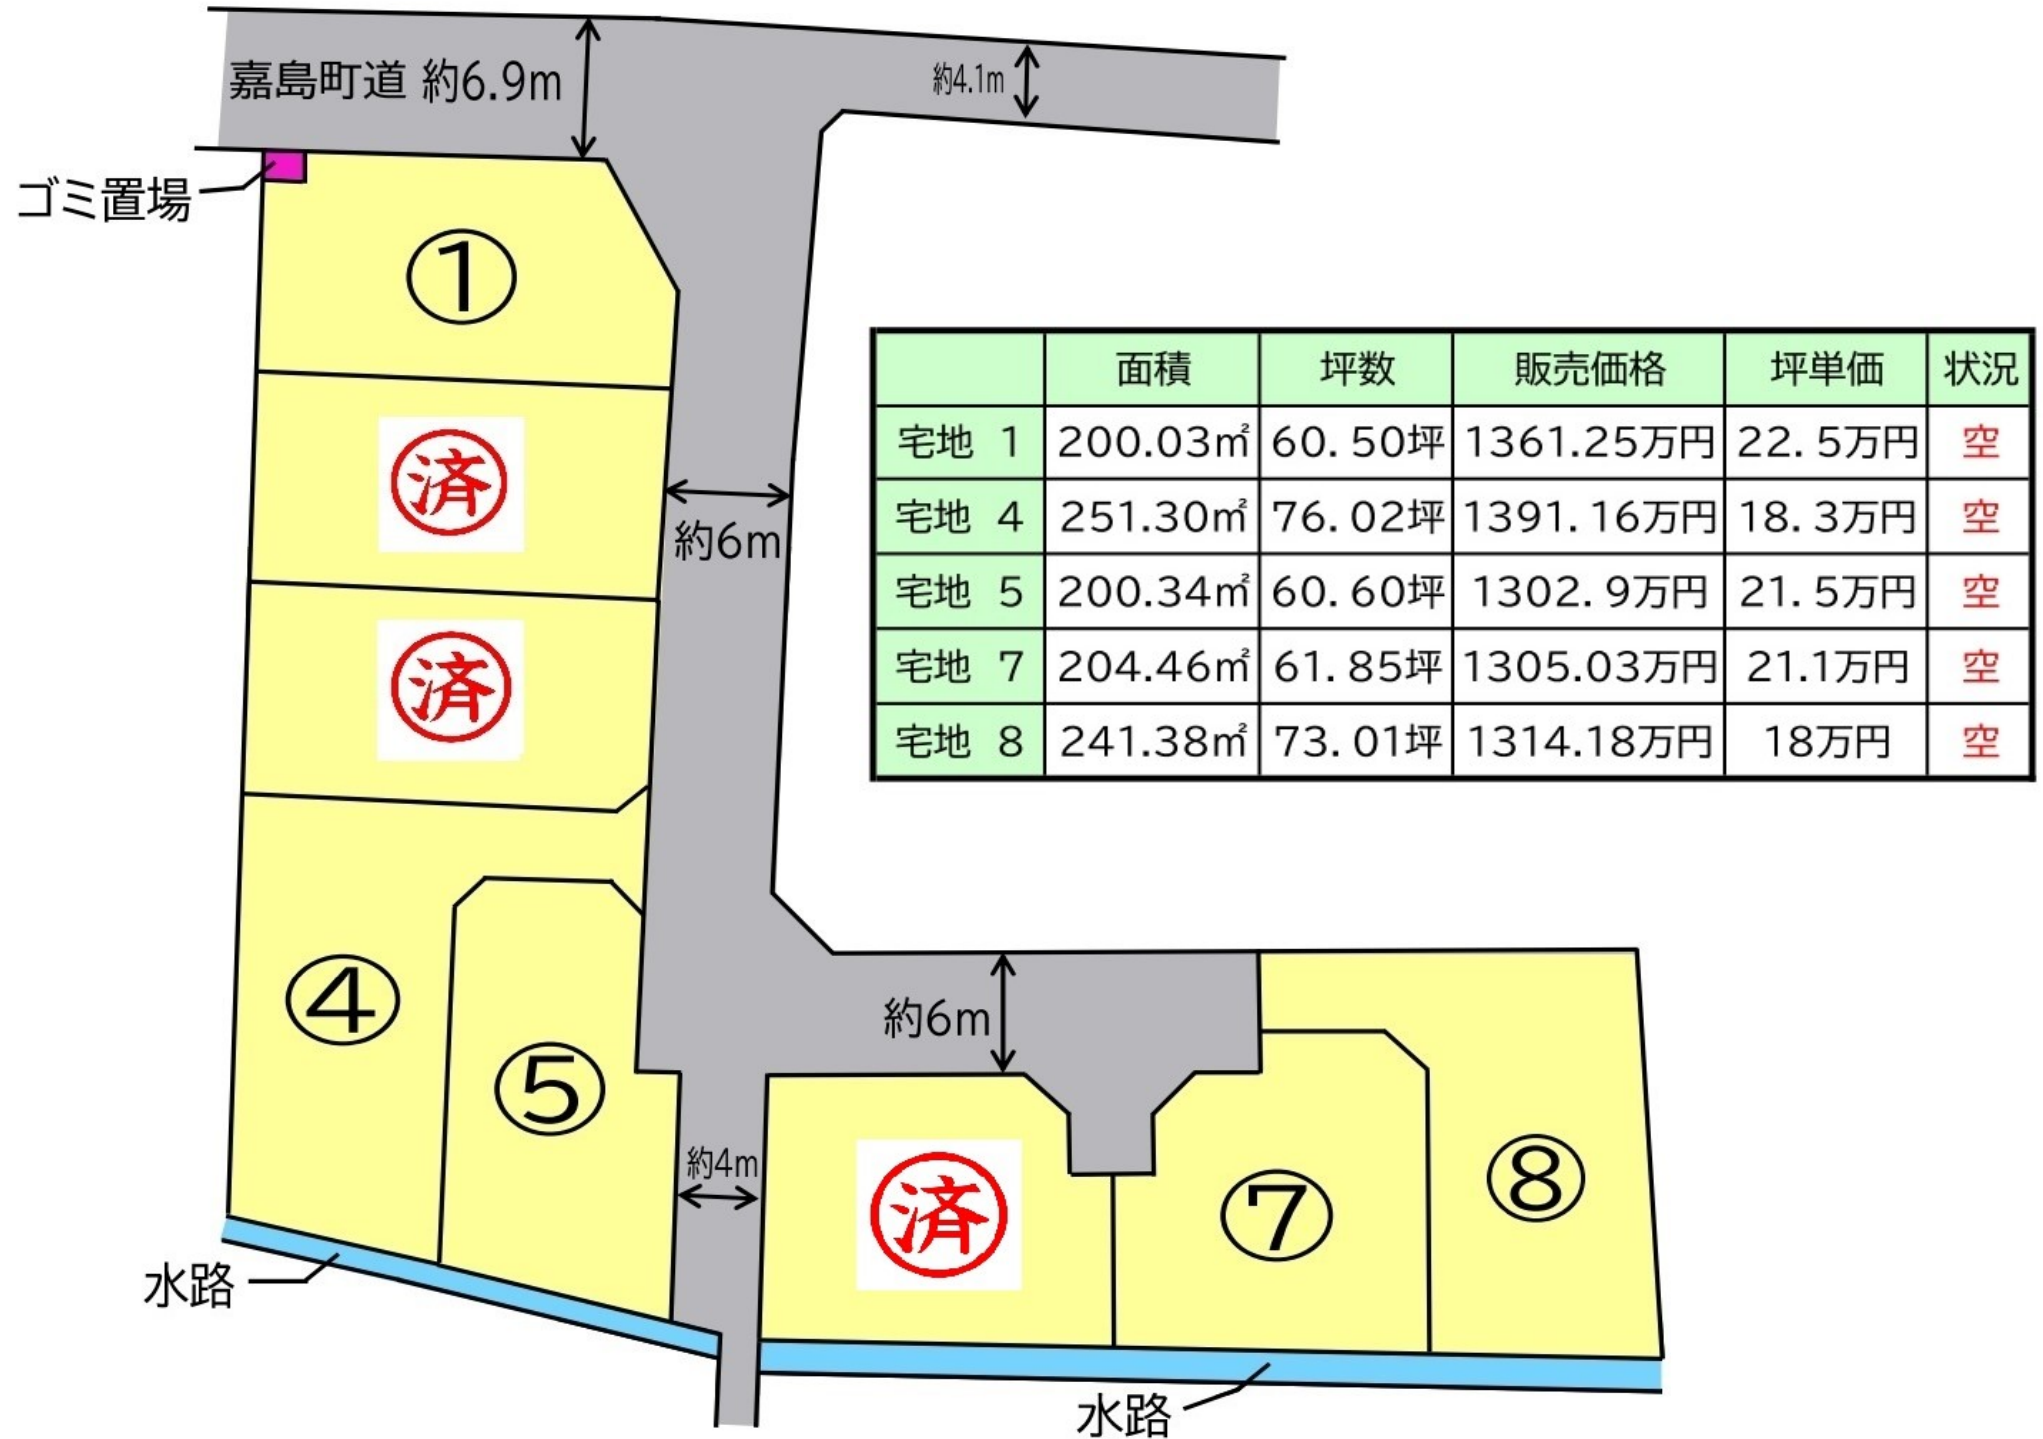 嘉島町道 約6.9m
約4.1m
ゴミ置場
①
済
約6m
済
④
⑤
約6m
約4m
済
⑦
⑧
水路
水路
面積 坪数 販売価格 坪単価 状況
宅地 1 200.03㎡ 60.50坪 1361.25万円 22.5万円 空
宅地 4 251.30㎡ 76.02坪 1391.16万円 18.3万円 空
宅地 5 200.34㎡ 60.60坪 1302.9万円 21.5万円 空
宅地 7 204.46㎡ 61.85坪 1305.03万円 21.1万円 空
宅地 8 241.38㎡ 73.01坪 1314.18万円 18万円 空